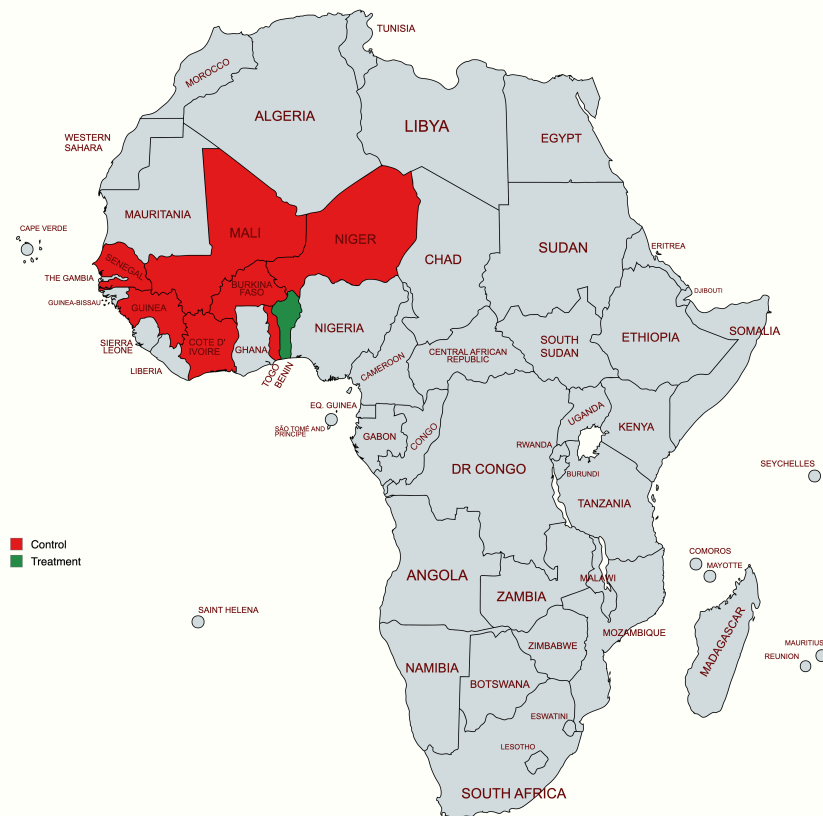 TUNISIA
MOROCCO
ALGERIA
LIBYA
EGYPT
WESTERN
SAHARA
MAURITANIA
CAPE VERDE
MALI
NIGER
CHAD
SUDAN
ERITREA
SENEGAL
THE GAMBIA
BURKINA
FASO
DJIBOUTI
GUINEA-BISSAU
GUINEA
NIGERIA
SIERRA
LEONE
COTE D'
IVOIRE
GHANA
LIBERIA
TOGO
BENIN
CAMEROON
CENTRAL AFRICAN
REPUBLIC
SOUTH
SUDAN
ETHIOPIA
SOMALIA
EQ. GUINEA
SÃO TOMÉ AND
PRINCIPE
GABON
CONGO
UGANDA
KENYA
RWANDA
DR CONGO
BURUNDI
SEYCHELLES
TANZANIA
Control
Treatment
ANGOLA
ZAMBIA
MALAWI
COMOROS
MAYOTTE
SAINT HELENA
MOZAMBIQUE
ZIMBABWE
MADAGASCAR
MAURITIUS
REUNION
NAMIBIA
BOTSWANA
ESWATINI
LESOTHO
SOUTH AFRICA